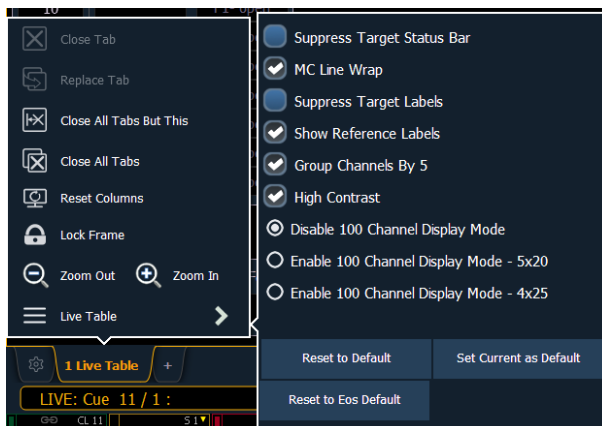 10
Close Tab
Replace Tab
Close All Tabs But This
Close All Tabs
Reset Columns
Lock Frame
Zoom Out Zoom In
Live Table
1 Live Table +
LIVE: Cue 11 / 1 :
CL 11 S 1
Suppress Target Status Bar
MC Line Wrap
Suppress Target Labels
Show Reference Labels
Group Channels By 5
High Contrast
Disable 100 Channel Display Mode
Enable 100 Channel Display Mode - 5x20
Enable 100 Channel Display Mode - 4x25
Reset to Default Set Current as Default
Reset to Eos Default